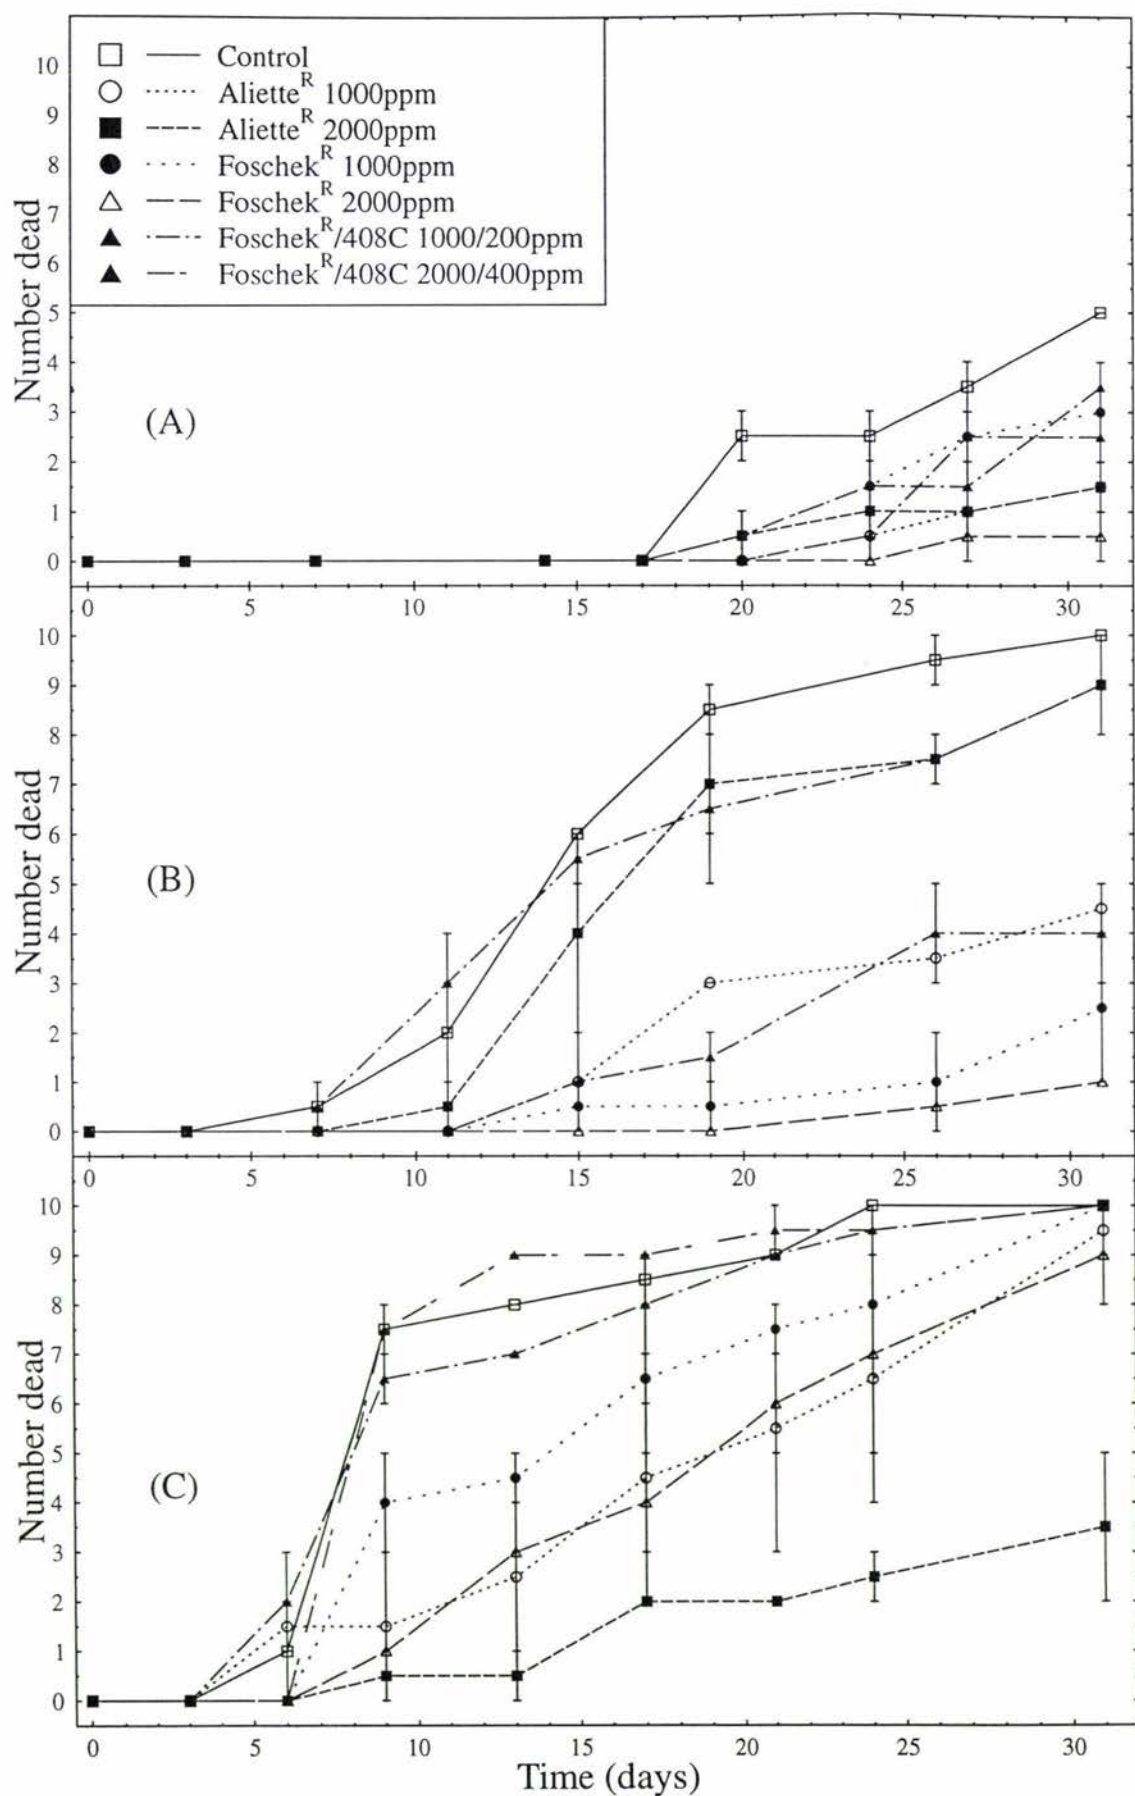 10
9
8
7
6
5
4
3
2
1
0
Number dead
Control
Aliette^R 1000ppm
Aliette^R 2000ppm
Foschek^R 1000ppm
Foschek^R 2000ppm
Foschek^R/408C 1000/200ppm
Foschek^R/408C 2000/400ppm
(A)
0 5 10 15 20 25 30
10
9
8
7
6
5
4
3
2
1
0
Number dead
(B)
0 5 10 15 20 25 30
10
9
8
7
6
5
4
3
2
1
0
Number dead
(C)
0 5 10 15 20 25 30
Time (days)